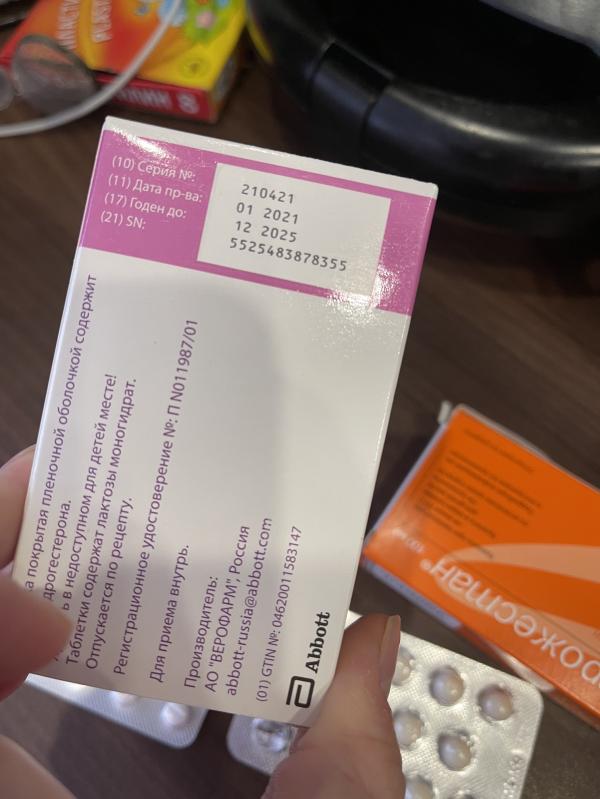 (10) Серия №:
(11) Дата пр-ва:
(17) Годен до:
(21) SN:
210421
01 2021
12 2025
5525483878355
покрытая пленочной оболочкой содержит
в недоступном для детей месте!
Таблетки содержат лактозы моногидрат.
Отпускается по рецепту.
Регистрационное удостоверение №: П N011987/01
Для приема внутрь.
Производитель:
АО "ВЕРОФАРМ", Россия
abbott-russia@abbott.com
(01) GTIN №: 04620011583147
Abbott